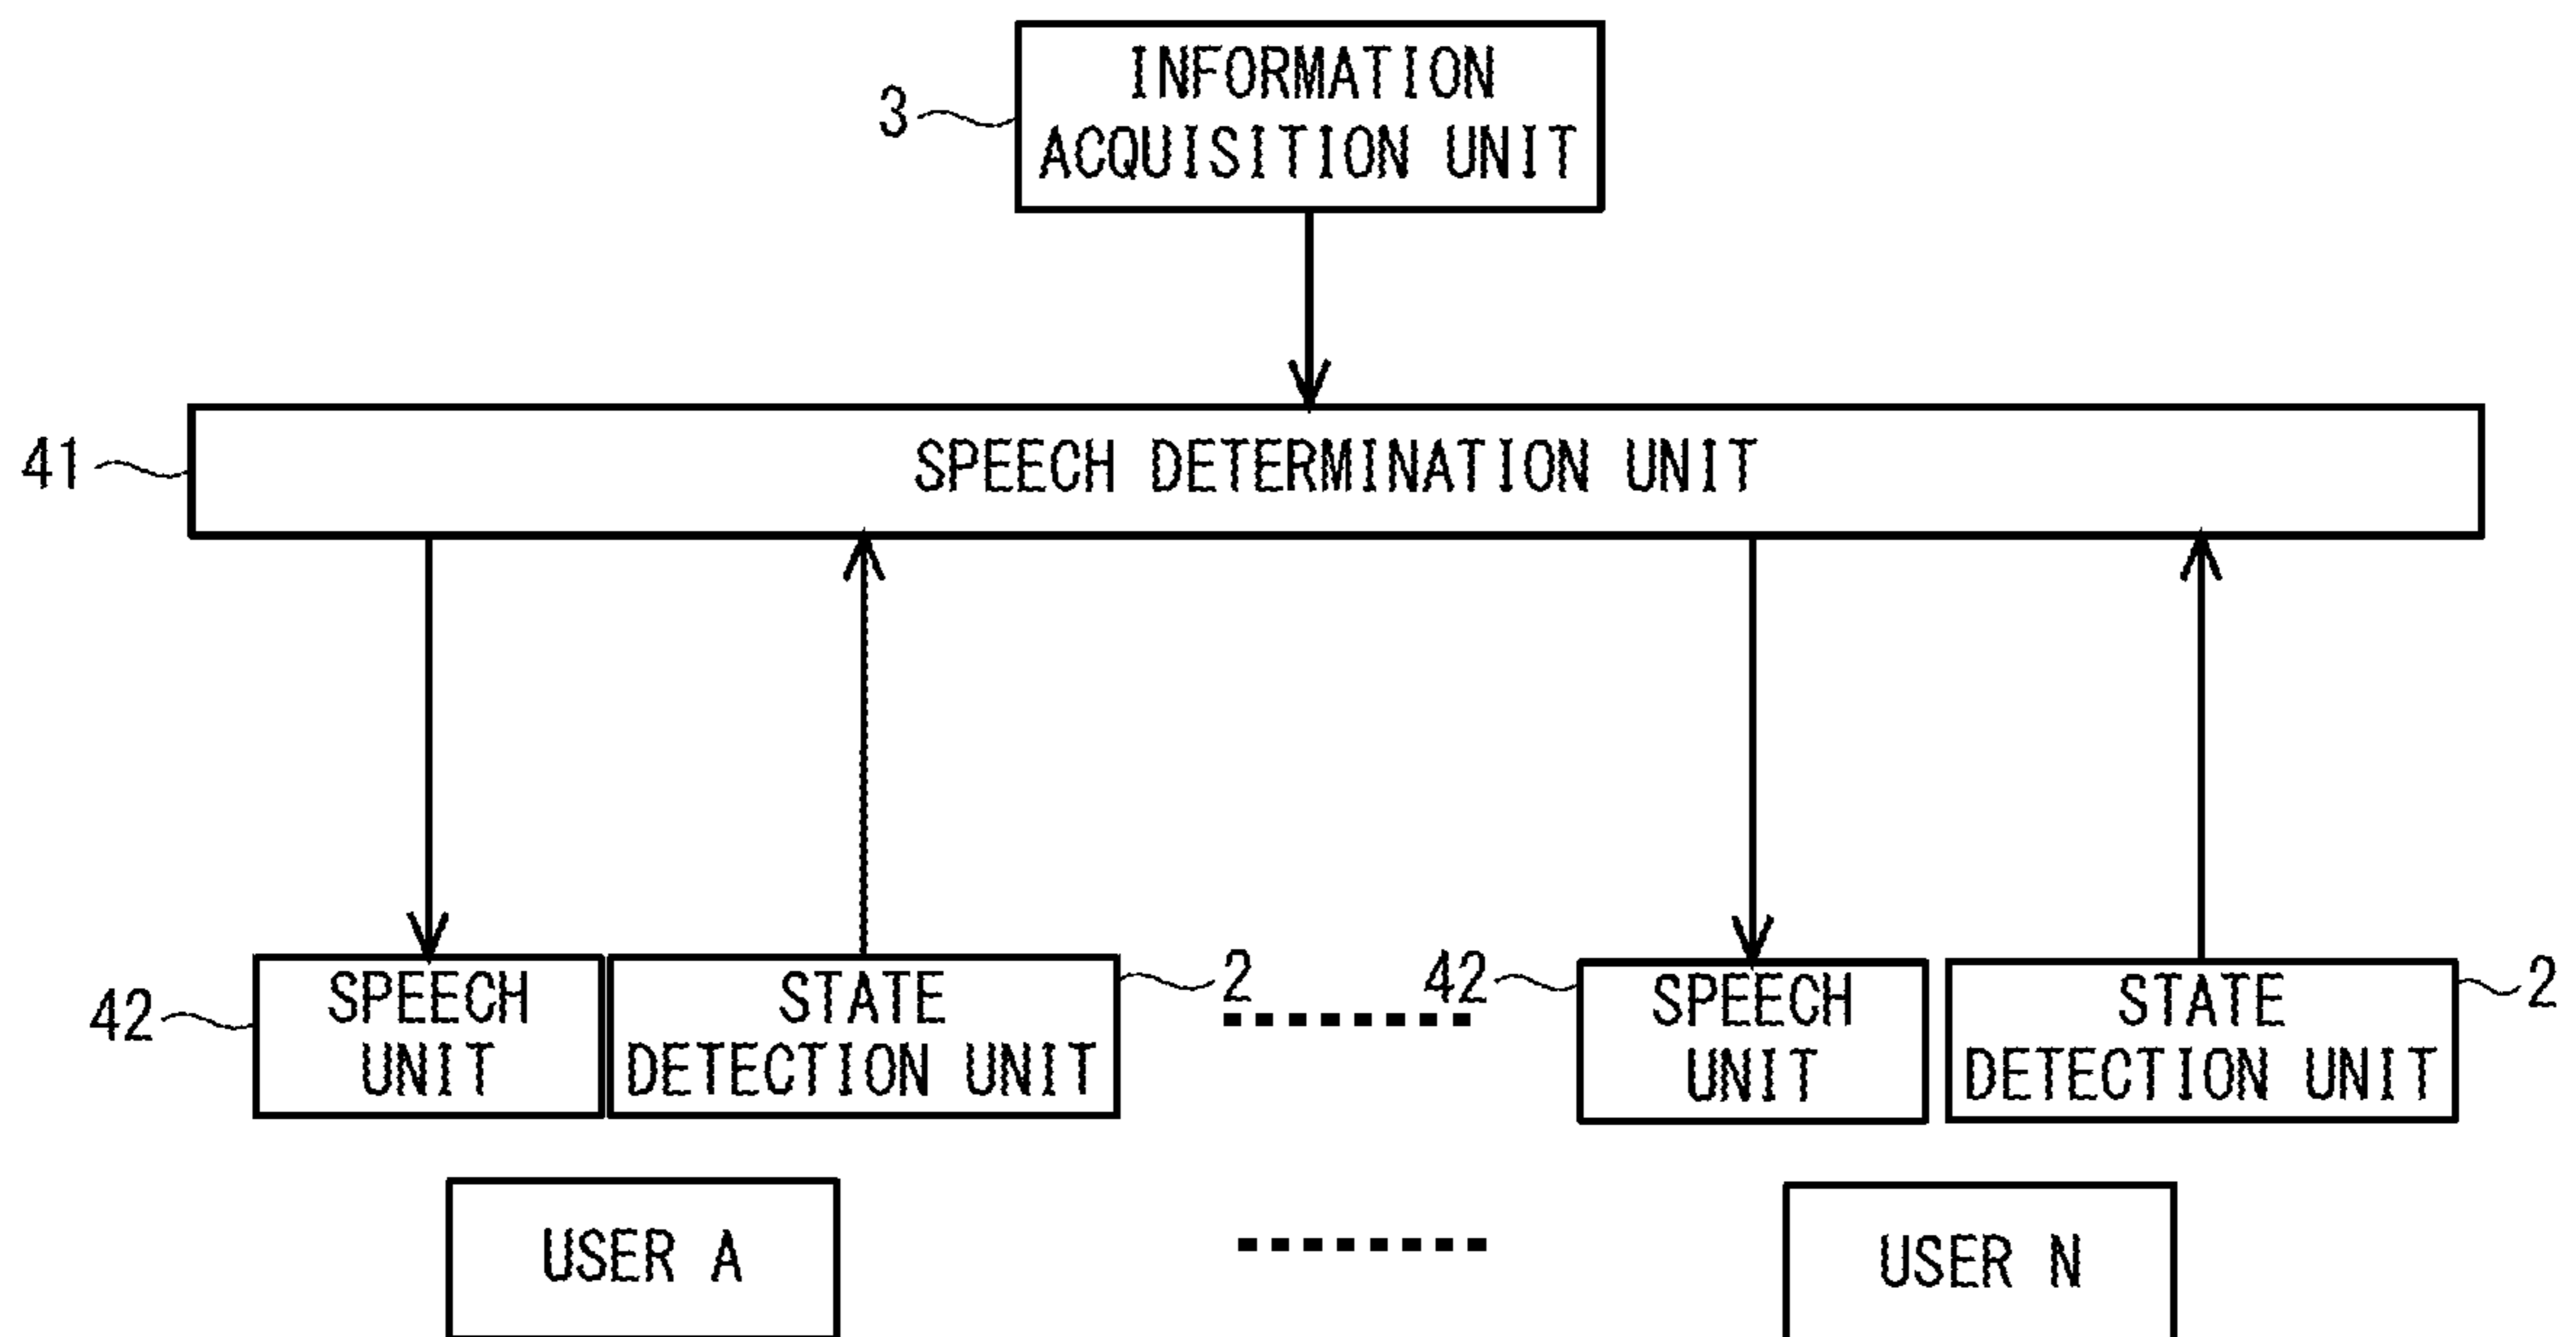 INFORMATION
ACQUISITION UNIT
3
SPEECH DETERMINATION UNIT
41
SPEECH
UNIT
42
STATE
DETECTION UNIT
2
42
SPEECH
UNIT
STATE
DETECTION UNIT
2
USER A
USER N